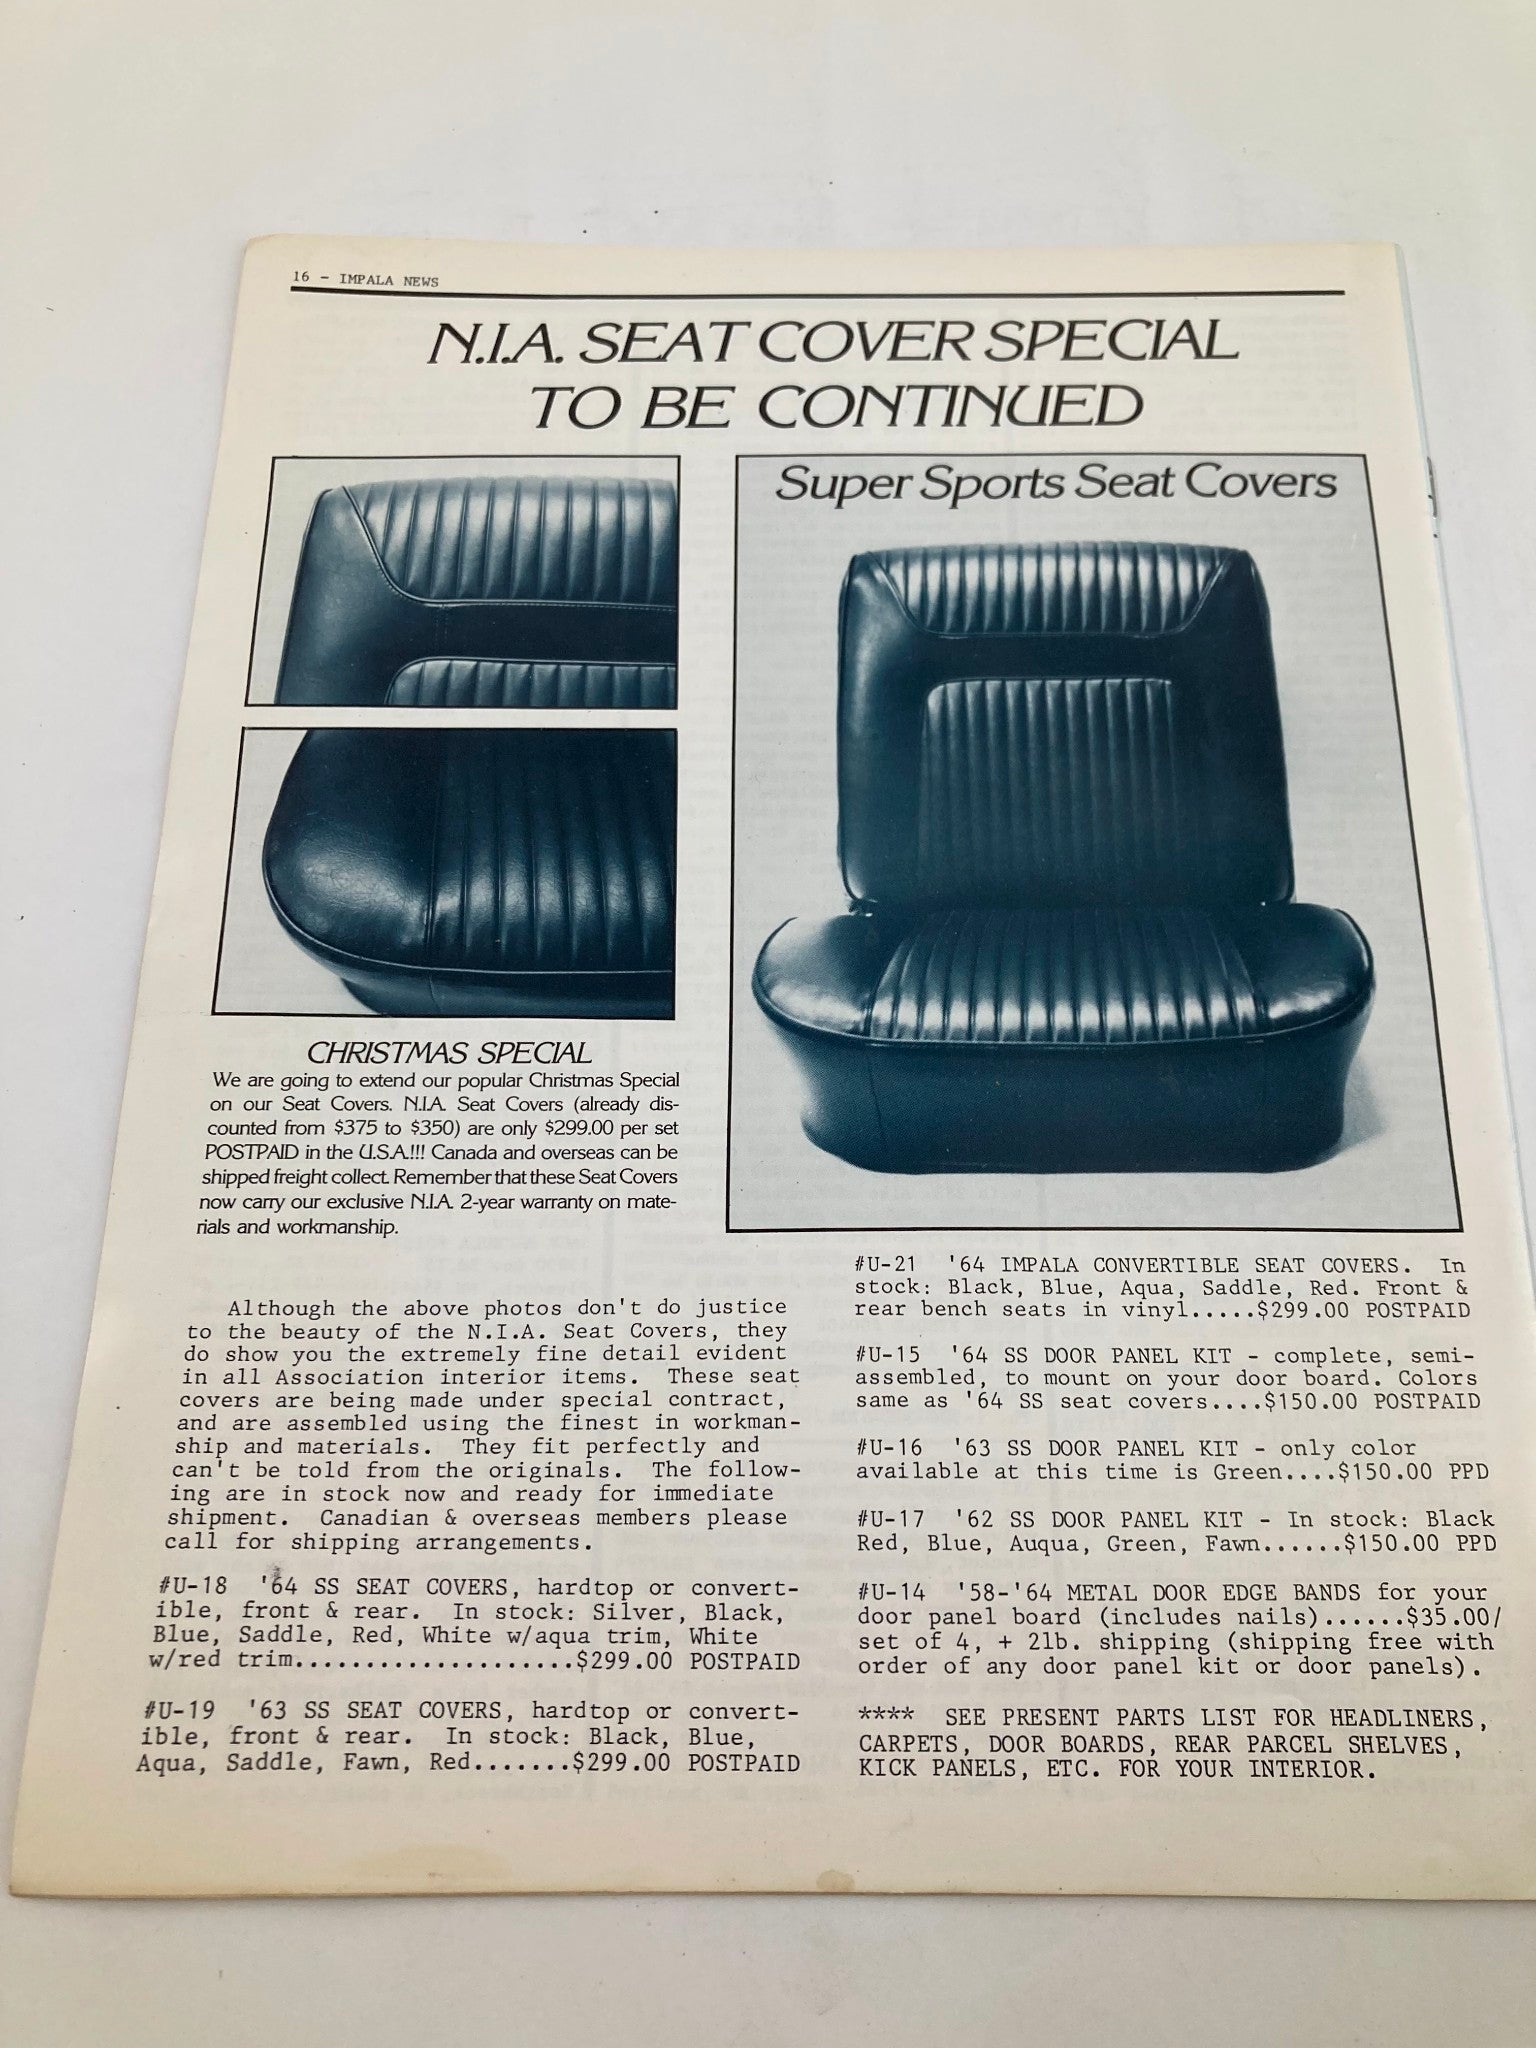 16 - IMPALA NEWS
N.I.A. SEAT COVER SPECIAL
TO BE CONTINUED
Super Sports Seat Covers
CHRISTMAS SPECIAL
We are going to extend our popular Christmas Special
on our Seat Covers. N.I.A. Seat Covers (already dis-
counted from $375 to $350) are only $299.00 per set
POSTPAID in the U.S.A.!!! Canada and overseas can be
shipped freight collect. Remember that these Seat Covers
now carry our exclusive N.I.A. 2-year warranty on mate-
rials and workmanship.
Although the above photos don't do justice
to the beauty of the N.I.A. Seat Covers, they
do show you the extremely fine detail evident
in all Association interior items. These seat
covers are being made under special contract,
and are assembled using the finest in workman-
ship and materials. They fit perfectly and
can't be told from the originals. The follow-
ing are in stock now and ready for immediate
shipment. Canadian & overseas members please
call for shipping arrangements.
#U-18 '64 SS SEAT COVERS, hardtop or convert-
ible, front & rear. In stock: Silver, Black,
Blue, Saddle, Red, White w/aqua trim, White
w/red trim.....................$299.00 POSTPAID
#U-19 '63 SS SEAT COVERS, hardtop or convert-
ible, front & rear. In stock: Black, Blue,
Aqua, Saddle, Fawn, Red.......$299.00 POSTPAID
#U-21 '64 IMPALA CONVERTIBLE SEAT COVERS. In
stock: Black, Blue, Aqua, Saddle, Red. Front &
rear bench seats in vinyl.....$299.00 POSTPAID
#U-15 '64 SS DOOR PANEL KIT - complete, semi-
assembled, to mount on your door board. Colors
same as '64 SS seat covers....$150.00 POSTPAID
#U-16 '63 SS DOOR PANEL KIT - only color
available at this time is Green....$150.00 PPD
#U-17 '62 SS DOOR PANEL KIT - In stock: Black
Red, Blue, Auqua, Green, Fawn......$150.00 PPD
#U-14 '58-'64 METAL DOOR EDGE BANDS for your
door panel board (includes nails)......$35.00/
set of 4, + 2lb. shipping (shipping free with
order of any door panel kit or door panels).
**** SEE PRESENT PARTS LIST FOR HEADLINERS,
CARPETS, DOOR BOARDS, REAR PARCEL SHELVES,
KICK PANELS, ETC. FOR YOUR INTERIOR.